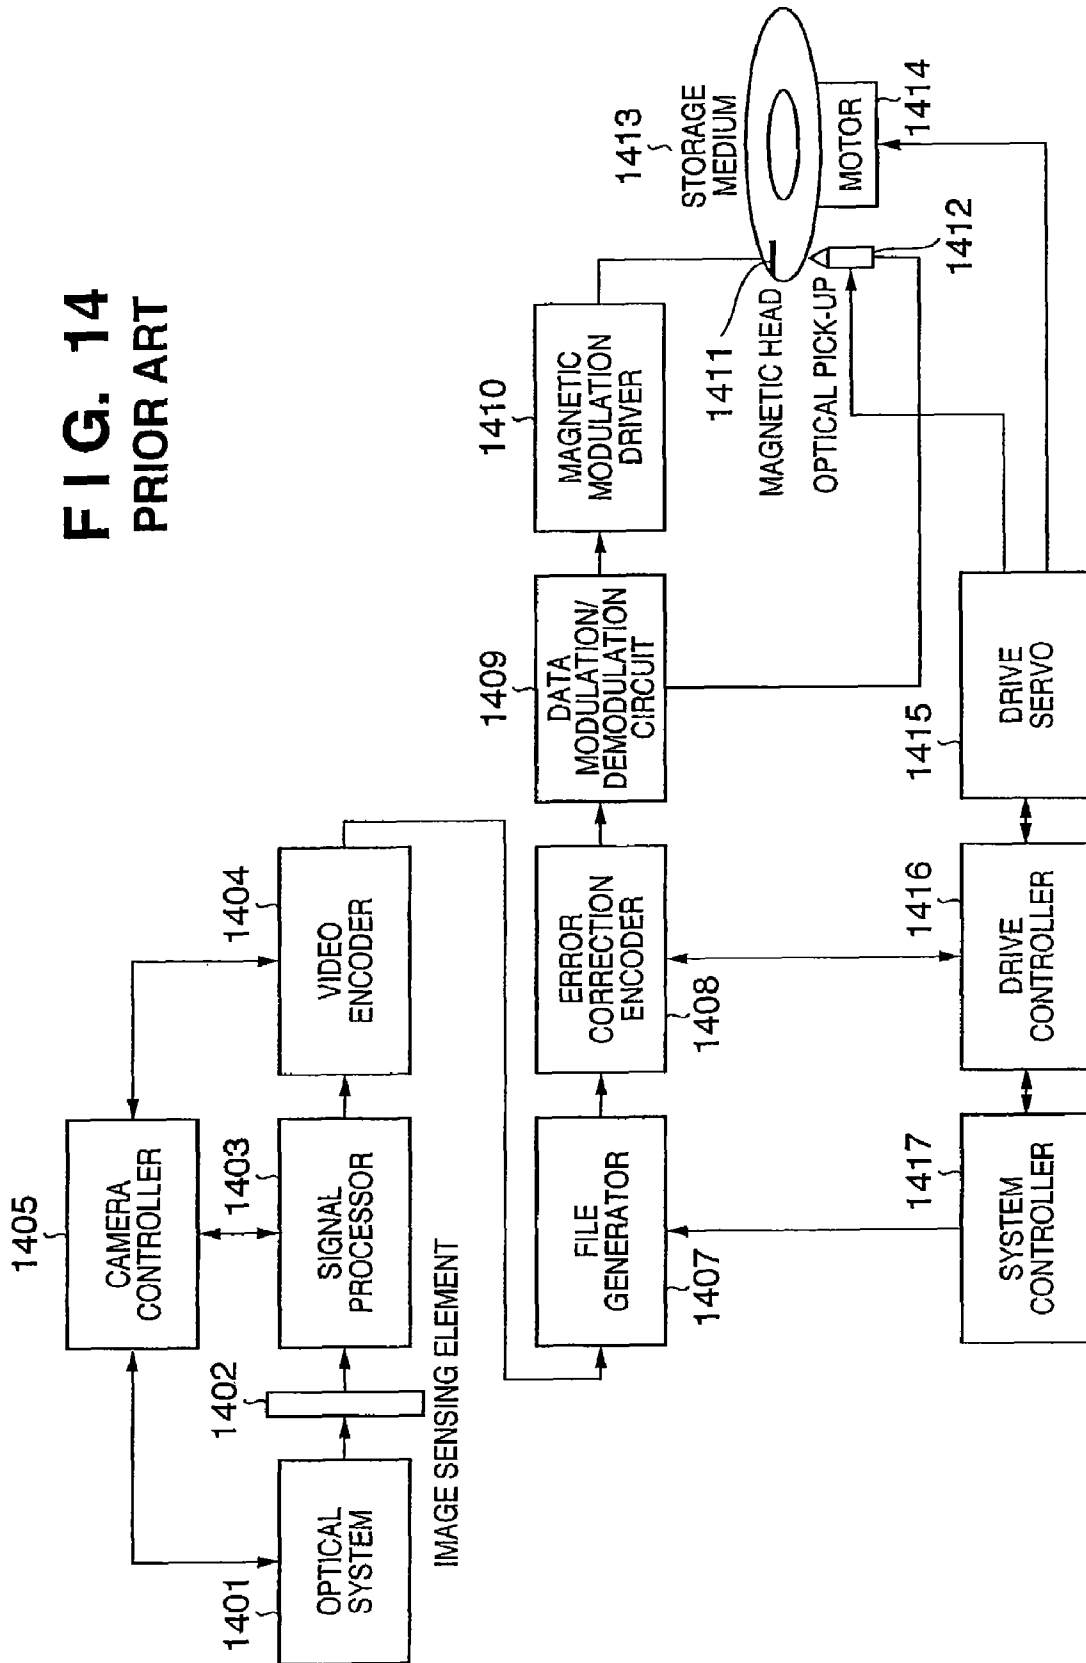 FIG. 14
PRIOR ART
1405
CAMERA
CONTROLLER
1401
OPTICAL
SYSTEM
1402
IMAGE SENSING ELEMENT
1403
SIGNAL
PROCESSOR
1404
VIDEO
ENCODER
FILE
GENERATOR
1407
ERROR
CORRECTION
ENCODER
1408
1409
DATA
MODULATION/
DEMODULATION
CIRCUIT
1410
MAGNETIC
MODULATION
DRIVER
1411
MAGNETIC HEAD
OPTICAL PICK-UP
1412
1413
STORAGE
MEDIUM
MOTOR
1414
1417
SYSTEM
CONTROLLER
1416
DRIVE
CONTROLLER
1415
DRIVE
SERVO